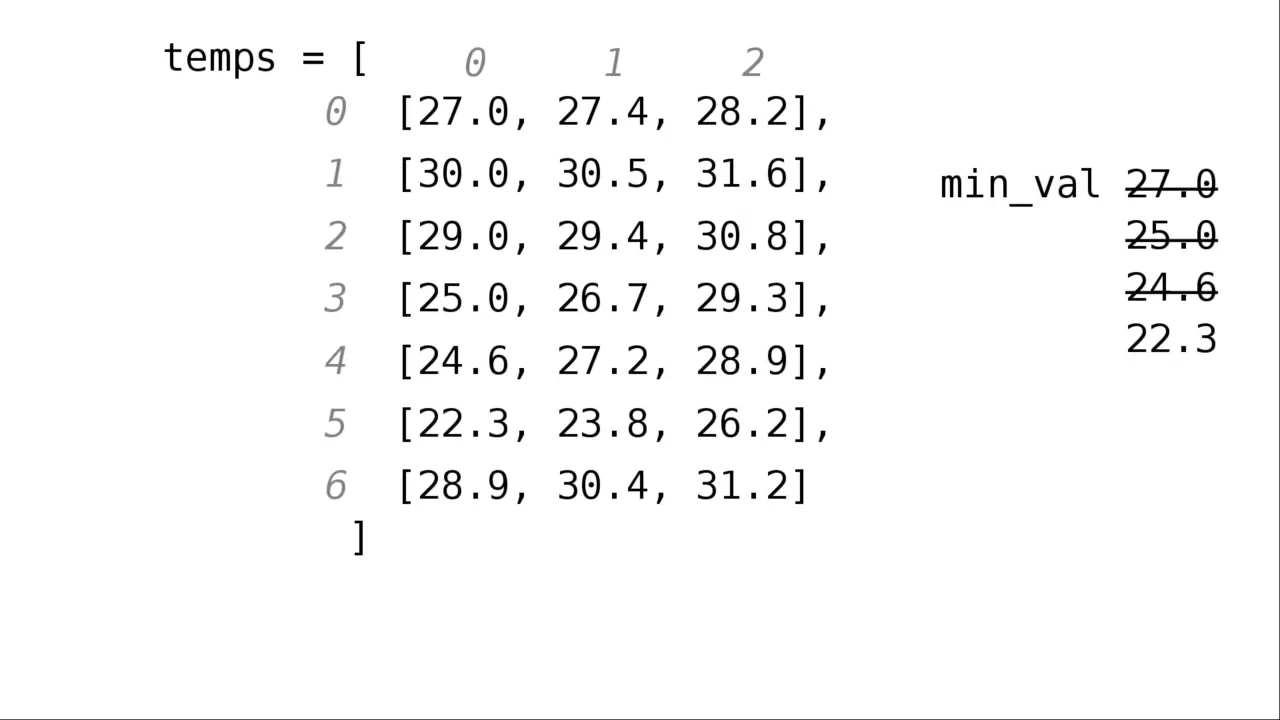 temps = [ 0 1 2
0 [27.0, 27.4, 28.2],
1 [30.0, 30.5, 31.6],
2 [29.0, 29.4, 30.8],
3 [25.0, 26.7, 29.3],
4 [24.6, 27.2, 28.9],
5 [22.3, 23.8, 26.2],
6 [28.9, 30.4, 31.2]
]
min_val 27.0
25.0
24.6
22.3